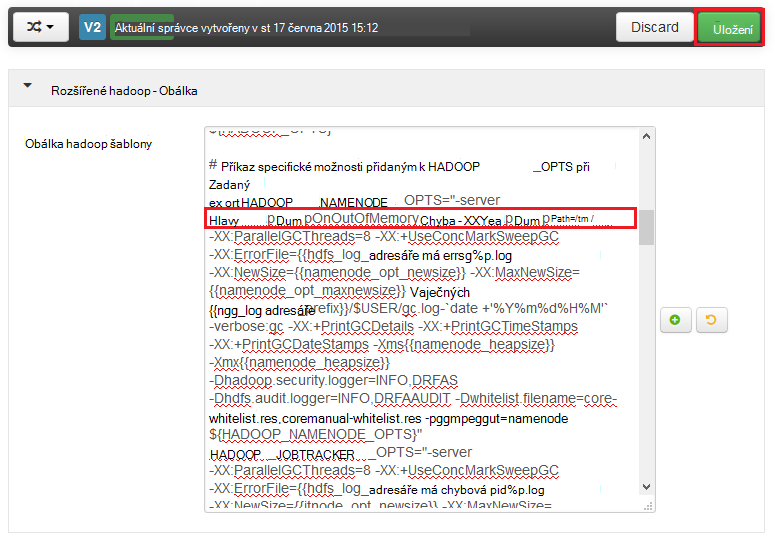 V2 Aktuální správce vytvořeny v st 17 června 2015 15:12 Discard Uložení
Rozšířené hadoop - Obálka
Obálka hadoop šablony
${HADOOP_OPTS}
# Příkaz specifické možnosti přidaným k HADOOP _OPTS při
Zadaný
ex ort HADOOP NAMENODE OPTS="-server
Hlavy p Dum pOnOutOfMemory Chyba - XXYea p Dum p Path=/tm /
-XX:ParallelGCThreads=8 -XX:+UseConcMarkSweepGC
-XX:ErrorFile={{hdfs_log_adresáře má errsg%p.log
-XX:NewSize={{namenode_opt_newsize}} -XX:MaxNewSize=
{{namenode_opt_maxnewsize}} Vaječných
{{ngg_log adresáře prefix}}/$USER/gc.log-`date +'%Y%m%d%H%M'`
-verbose:gc -XX:+PrintGCDetails -XX:+PrintGCTimeStamps
-XX:+PrintGCDateStamps -Xms{{namenode_heapsize}}
-Xmx{{namenode_heapsize}}
-Dhadoop.security.logger=INFO,DRFAS
-Dhdfs.audit.logger=INFO,DRFAAUDIT -Dwhitelist.filename=core-
whitelist.res,coremanual-whitelist.res -pggmpeggut=namenode
${HADOOP_NAMENODE_OPTS}"
HADOOP _JOBTRACKER _OPTS="-server
-XX:ParallelGCThreads=8 -XX:+UseConcMarkSweepGC
-XX:ErrorFile={{hdfs_log_adresáře má chybová pid%p.log
-XX:NewSize={{jtnode_opt_newsize}} -XX:MaxNewSize=